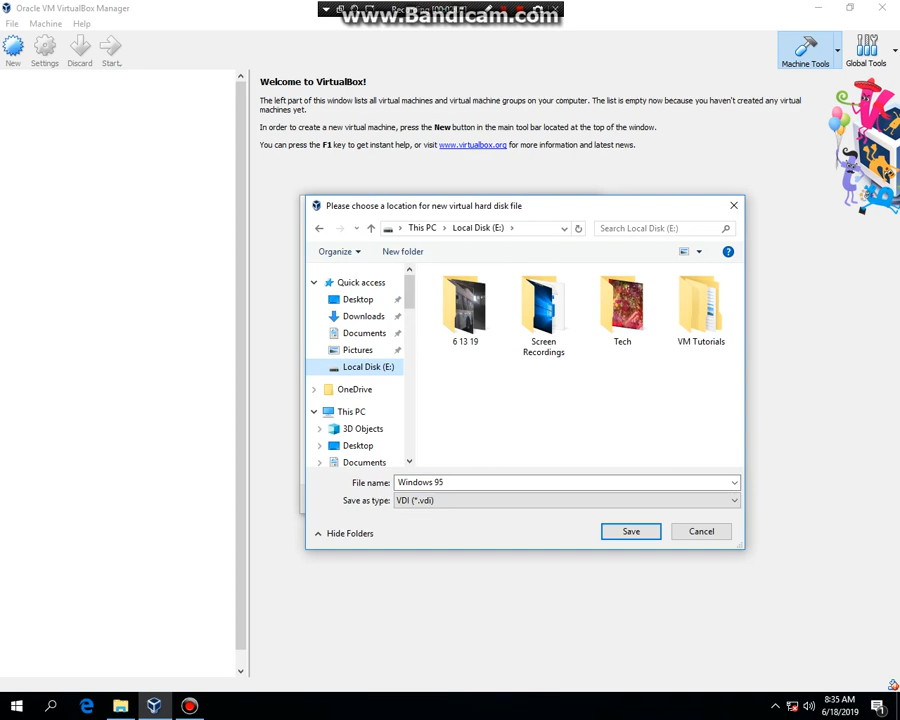 Oracle VM VirtualBox Manager
www.Bandicam.com
File Machine Help
New Settings Discard Start.
Machine Tools Global Tools
Welcome to VirtualBox!
The left part of this window lists all virtual machines and virtual machine groups on your computer. The list is empty now because you haven't created any virtual
machines yet.
In order to create a new virtual machine, press the New button in the main tool bar located at the top of the window.
You can press the F1 key to get instant help, or visit www.virtualbox.org for more information and latest news.
Please choose a location for new virtual hard disk file
This PC Local Disk (E:)
Search Local Disk (E:)
Organize New folder
Quick access
Desktop
Downloads
Documents
Pictures
Local Disk (E:)
OneDrive
This PC
3D Objects
Desktop
Documents
6 13 19
Screen
Recordings
Tech
VM Tutorials
File name: Windows 95
Save as type: VDI (*.vdi)
Hide Folders
Save Cancel
8:35 AM
6/18/2019
1